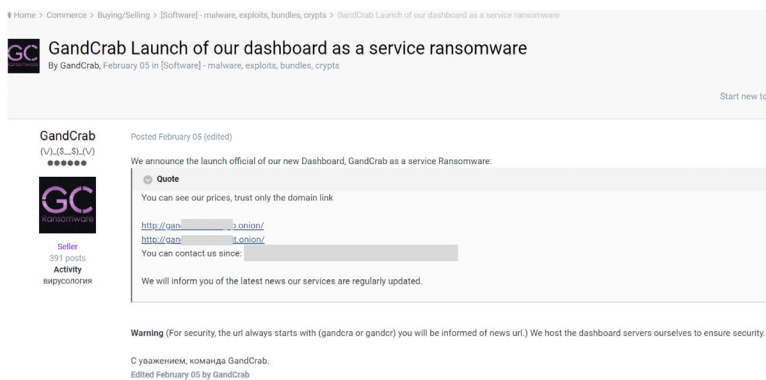 Home > Commerce > Buying/Selling > [Software] - malware, exploits, bundles, crypts > GandCrab Launch of our dashboard as a service ransomware
GC
Ransomware
GandCrab Launch of our dashboard as a service ransomware
By GandCrab, February 05 in [Software] - malware, exploits, bundles, crypts
Start new to
GandCrab
(\/)_($__$)_(\/)
Posted February 05 (edited)
We announce the launch official of our new Dashboard, GandCrab as a service Ransomware:
Quote
You can see our prices, trust only the domain link
http://gan .onion/
http://gan t.onion/
You can contact us since:
We will inform you of the latest news our services are regularly updated.
GC
Ransomware
Seller
391 posts
Activity
вирусология
Warning (For security, the url always starts with (gandcra or gandcr) you will be informed of news url.) We host the dashboard servers ourselves to ensure security.
С уважением, команда GandCrab.
Edited February 05 by GandCrab